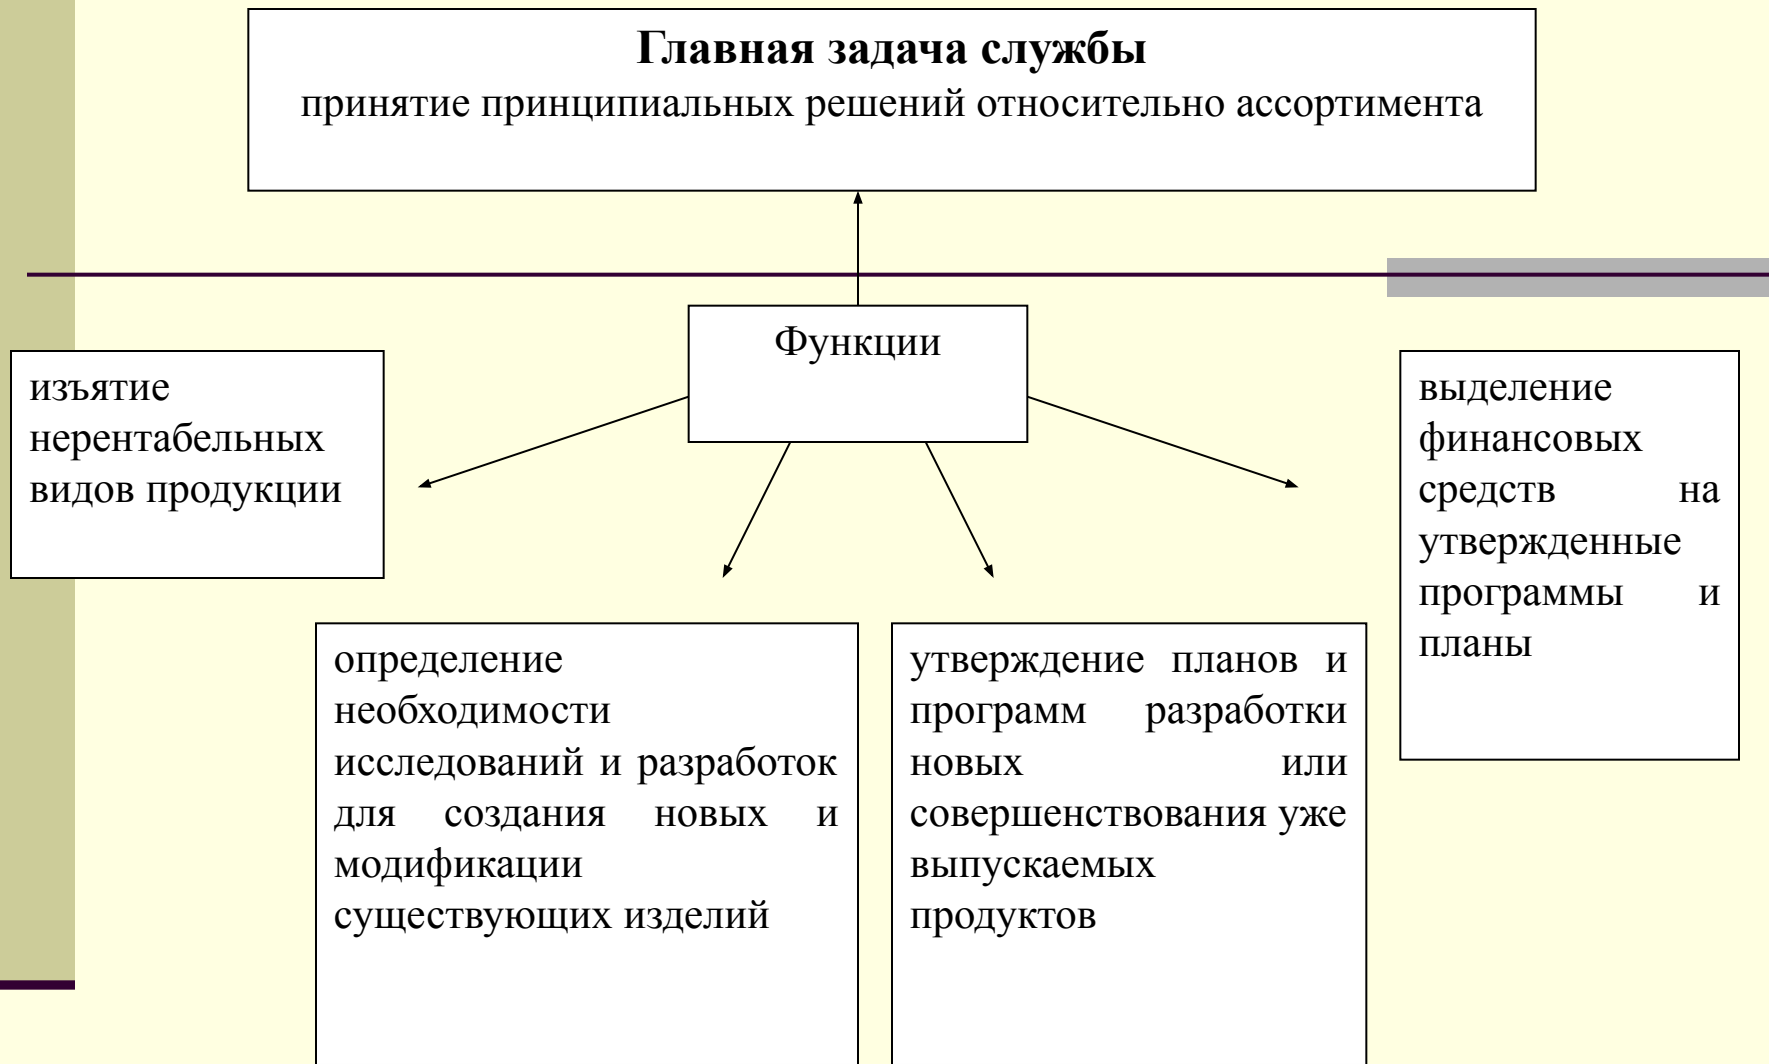 Главная задача службы
принятие принципиальных решений относительно ассортимента
Функции
изъятие
нерентабельных
видов продукции
определение
необходимости
исследований и разработок
для создания новых и
модификации
существующих изделий
утверждение планов и
программ разработки
новых или
совершенствования уже
выпускаемых
продуктов
выделение
финансовых
средств на
утвержденные
программы и
планы